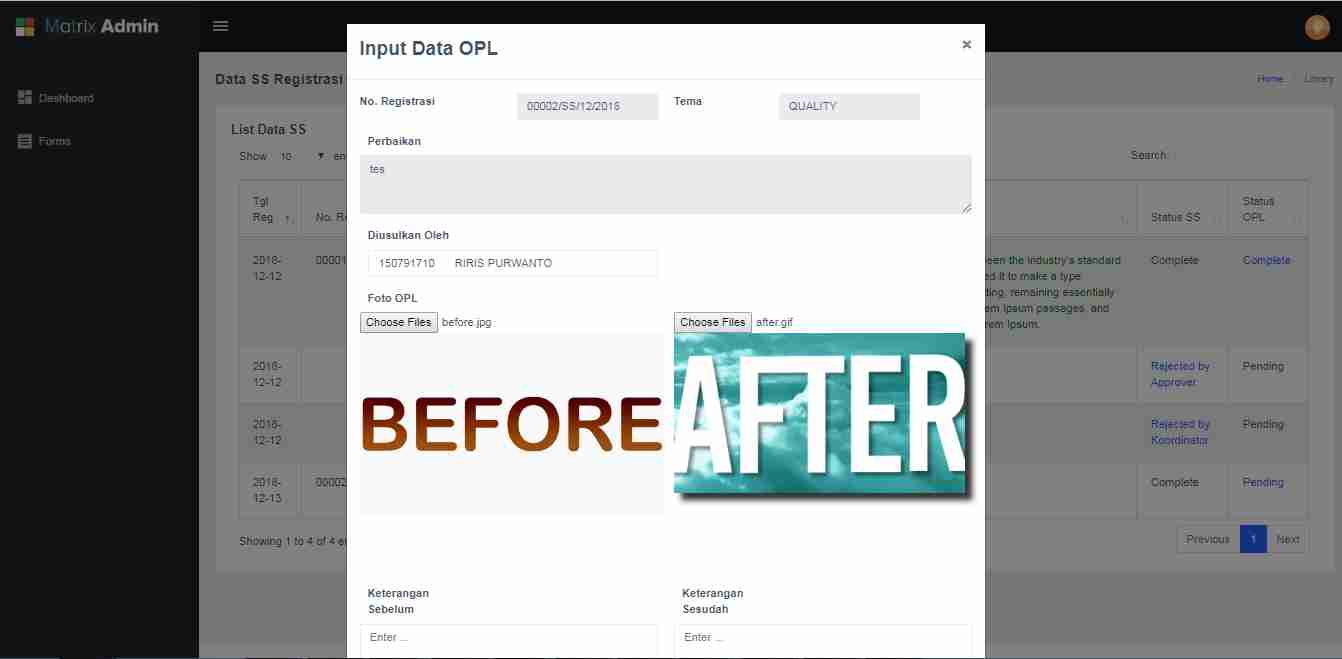 Matrix Admin
Input Data OPL ×
Data SS Registrasi
Home / Library
Dashboard
No. Registrasi 00002/SS/12/2018 Tema QUALITY
List Data SS
Forms
Perbaikan
Show 10 en
Search:
tes
Tgl
Reg
No. Re
Status SS
Status
OPL
Diusulkan Oleh
150791710 RIRIS PURWANTO
2018-
12-12
00001
een the industry's standard
ed it to make a type
ting, remaining essentially
em Ipsum passages, and
rem Ipsum.
Complete
Complete
Foto OPL
Choose Files before.jpg
Choose Files after.gif
BEFORE
AFTER
2018-
12-12
Rejected by
Approver
Pending
2018-
12-12
Rejected by
Koordinator
Pending
2018-
12-13
00002
Complete
Pending
Showing 1 to 4 of 4 e
Previous 1 Next
Keterangan
Sebelum
Keterangan
Sesudah
Enter ...
Enter ...